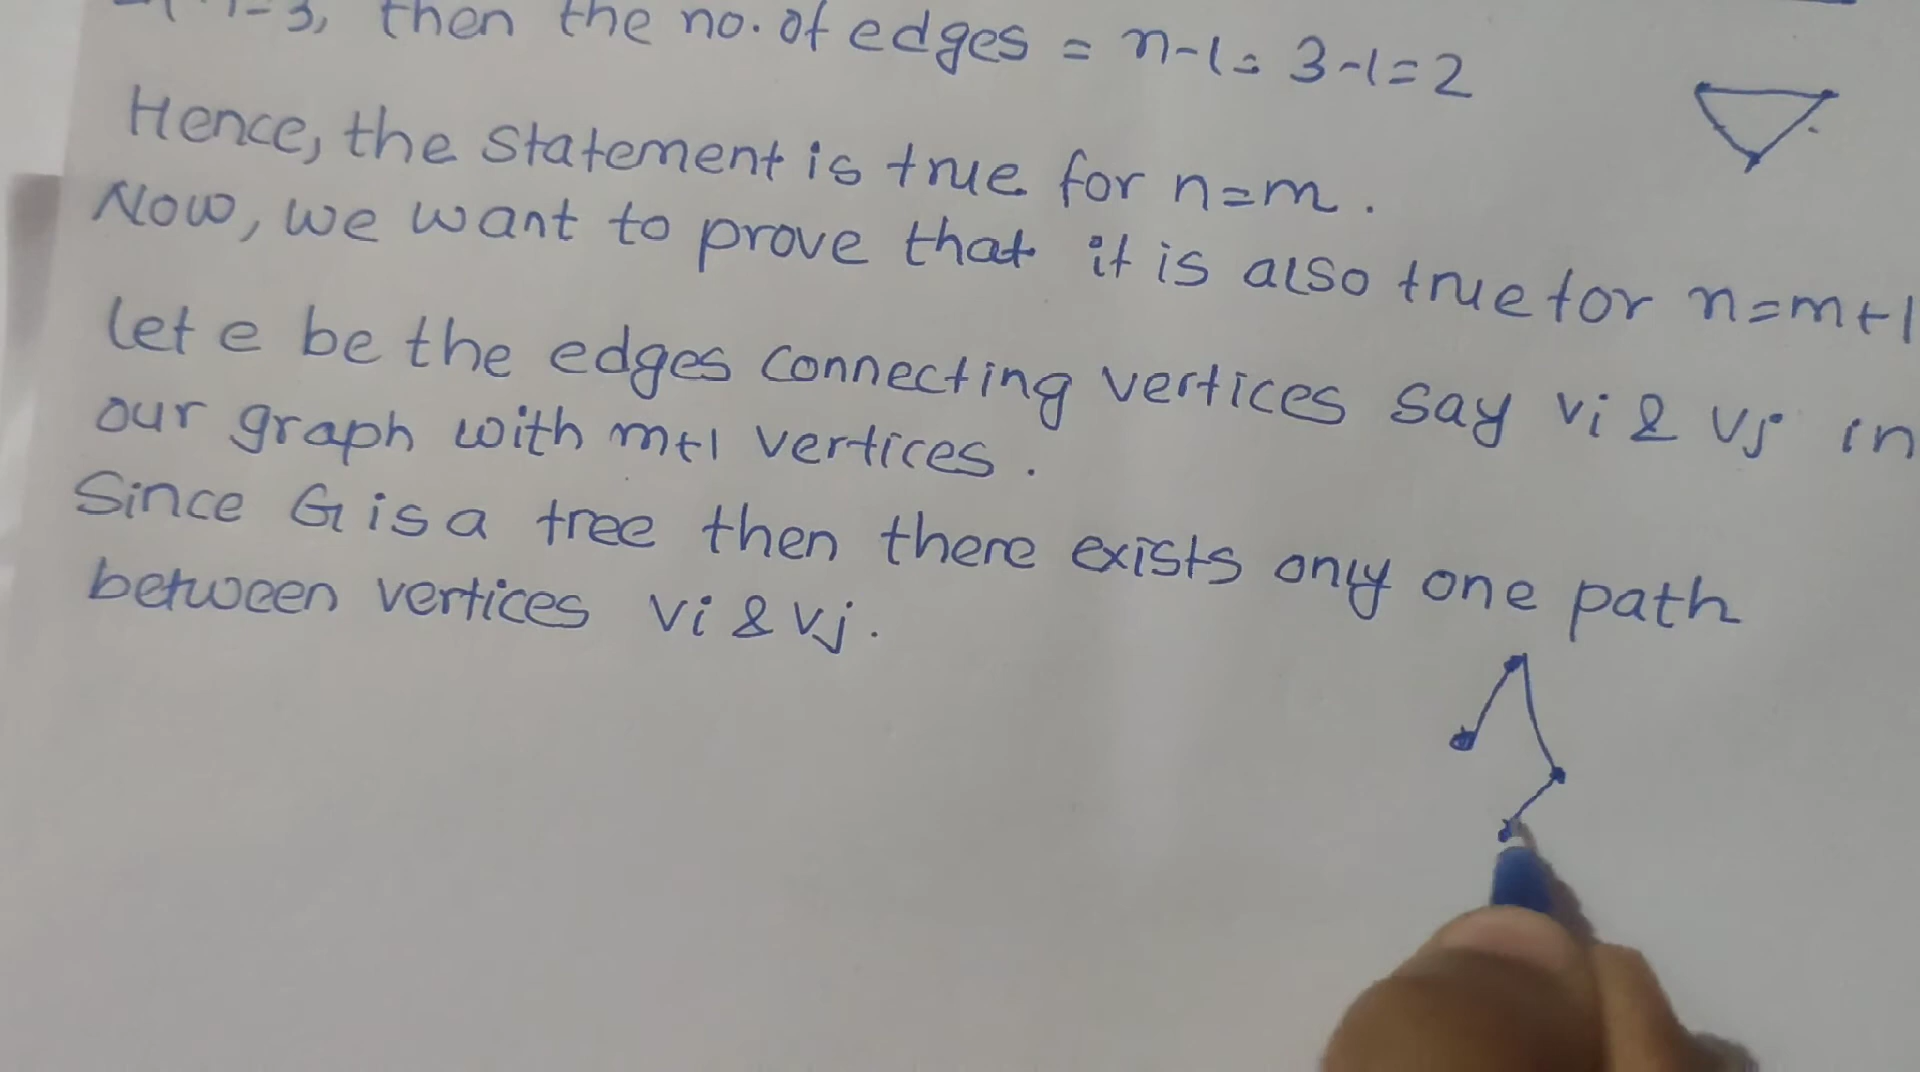 n=3, then the no. of edges = n-1= 3-1=2
Hence, the statement is true for n=m.
Now, we want to prove that it is also true for n=m+1
let e be the edges connecting vertices say vi & vj in
our graph with m+1 vertices.
Since G is a tree then there exists only one path
between vertices vi & vj.